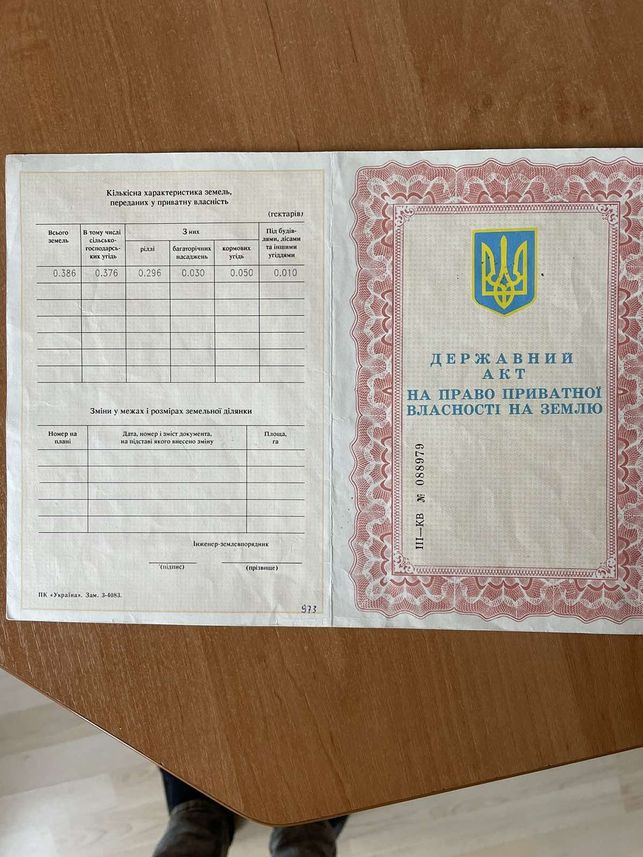 Кількісна характеристика земель,
переданих у приватну власність
(гектарів)
Всього
земель
В тому числі
сільсько-
господарсь-
ких угідь
З них
ріллі
багаторічних
насаджень
кормових
угідь
Під будів-
лями, лісами
та іншими
угіддями
0.386 0.376 0.296 0.030 0.050 0.010
Зміни у межах і розмірах земельної ділянки
Номер на
плані
Дата, номер і зміст документа,
на підставі якого внесено зміну
Площа,
га
Інженер-землевпорядник
(підпис) (прізвище)
ПК «Україна». Зам. 3-4083.
973
ДЕРЖАВНИЙ
АКТ
НА ПРАВО ПРИВАТНОЇ
ВЛАСНОСТІ НА ЗЕМЛЮ
III—КВ № 088979